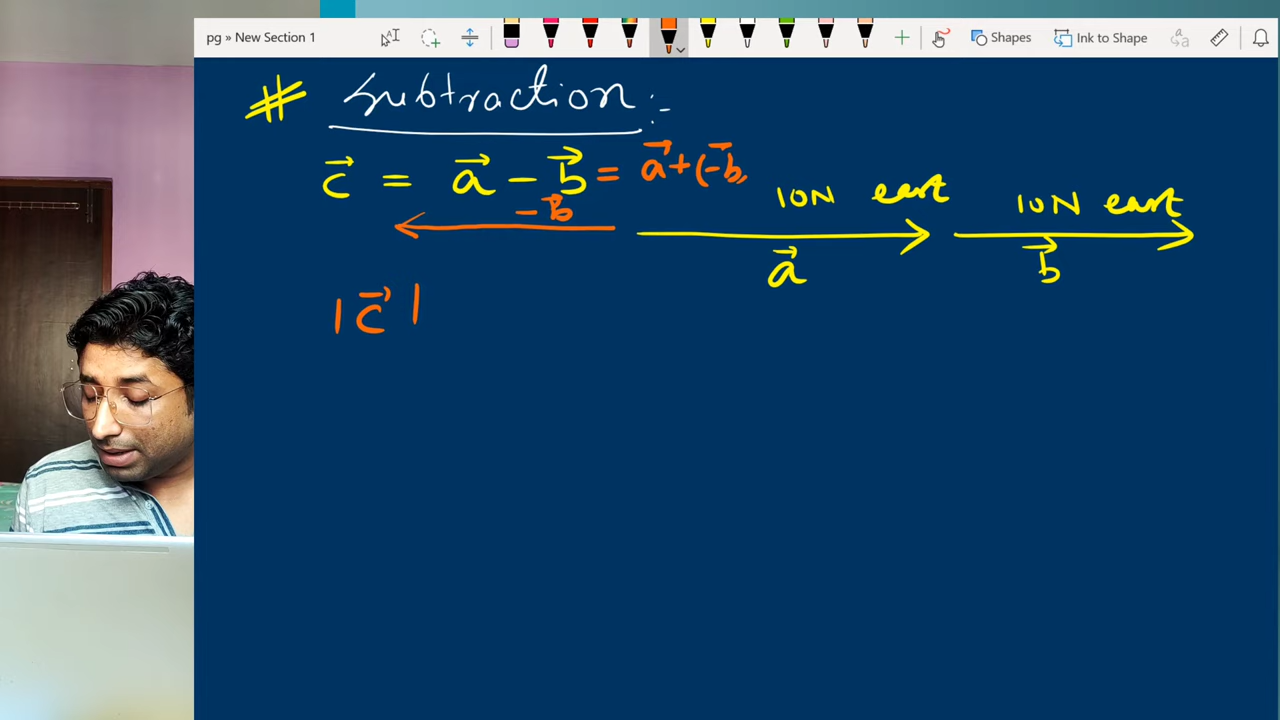 pg » New Section 1
Shapes
Ink to Shape
# Subtraction :-
c⃗ = a⃗ - b⃗ = a⃗ + (-b⃗)
-b⃗
10N east
10N east
a⃗
b⃗
|c⃗|